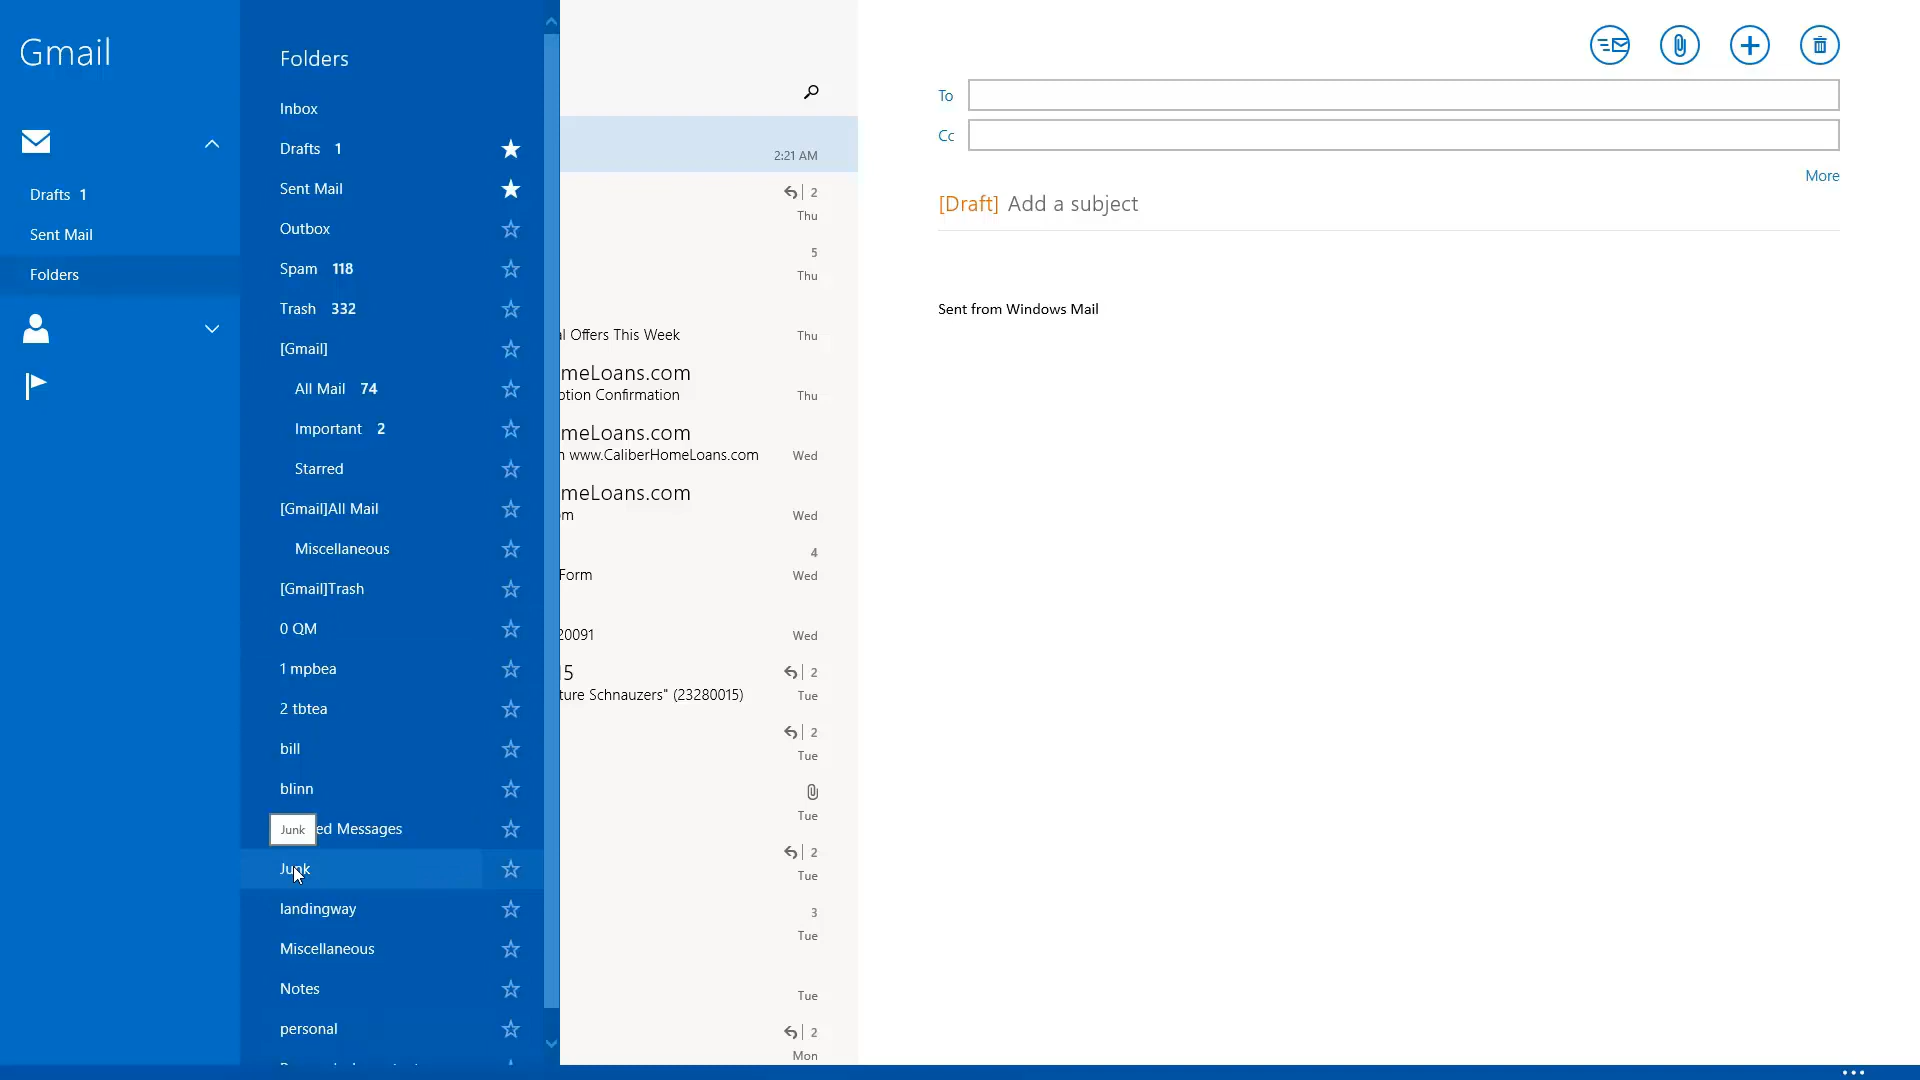 Gmail
Drafts 1
Sent Mail
Folders
Folders
Inbox
Drafts 1
Sent Mail
Outbox
Spam 118
Trash 332
[Gmail]
All Mail 74
Important 2
Starred
[Gmail]All Mail
Miscellaneous
[Gmail]Trash
0 QM
1 mpbea
2 tbtea
bill
blinn
ed Messages
Junk
Junk
landingway
Miscellaneous
Notes
personal
2:21 AM
2
Thu
5
Thu
al Offers This Week
Thu
meLoans.com
ption Confirmation
Thu
meLoans.com
n www.CaliberHomeLoans.com
Wed
meLoans.com
om
Wed
4
Form
Wed
20091
Wed
15
2
ture Schnauzers" (23280015)
Tue
2
Tue
Tue
2
Tue
3
Tue
Tue
2
Mon
To
Cc
More
[Draft] Add a subject
Sent from Windows Mail